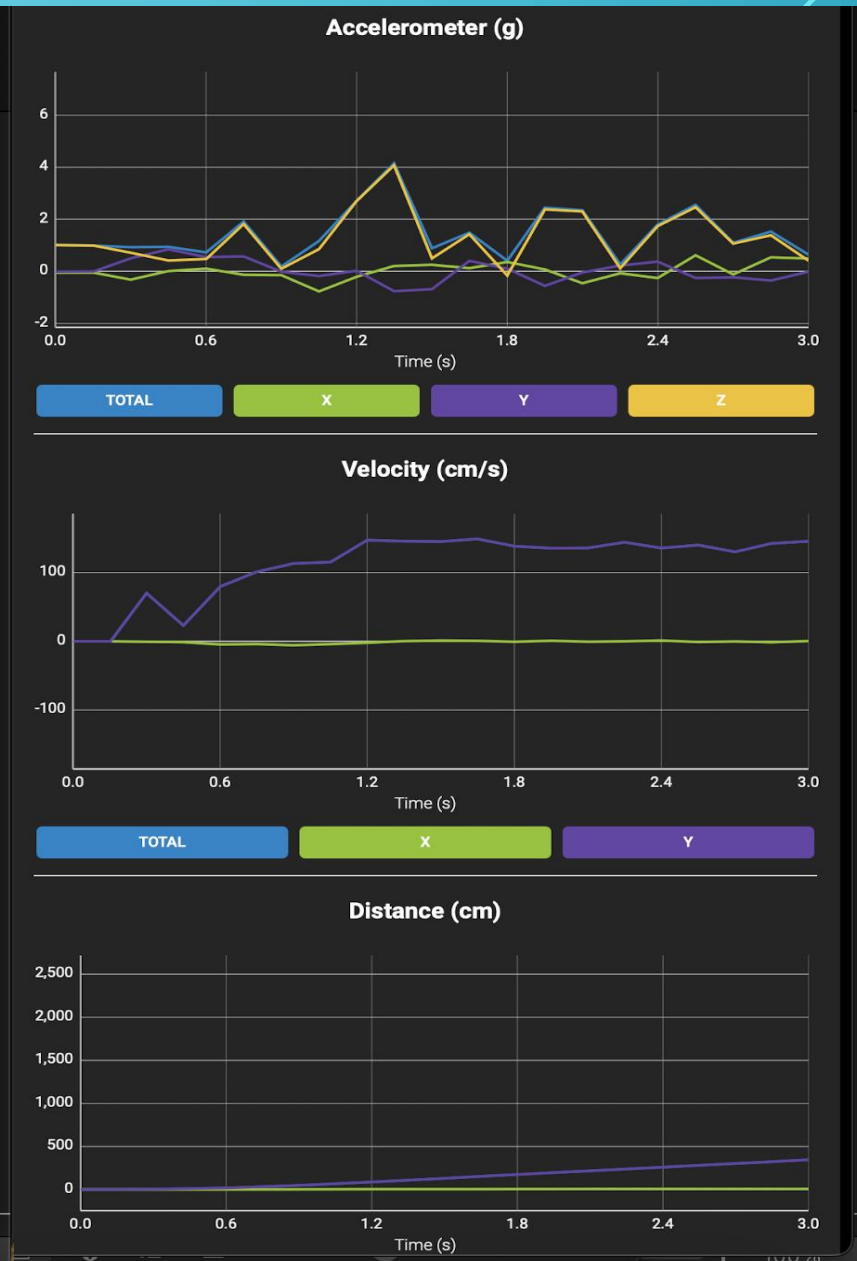 Accelerometer (g)
6
4
2
0
-2
0.0 0.6 1.2 1.8 2.4 3.0
Time (s)
TOTAL X Y Z
Velocity (cm/s)
100
0
-100
0.0 0.6 1.2 1.8 2.4 3.0
Time (s)
TOTAL X Y
Distance (cm)
2,500
2,000
1,500
1,000
500
0
0.0 0.6 1.2 1.8 2.4 3.0
Time (s)